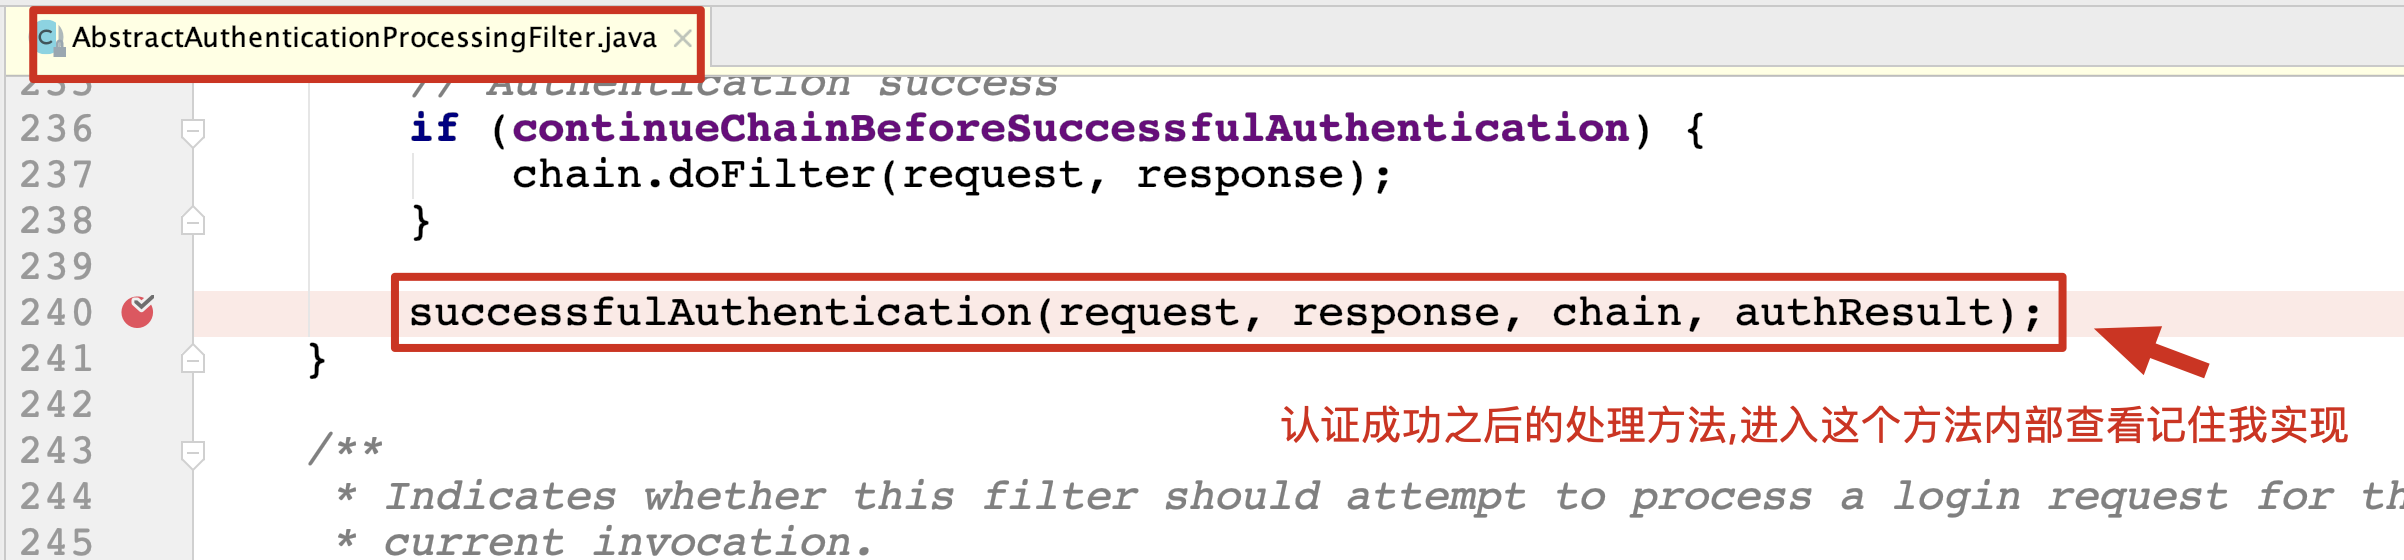 AbstractAuthenticationProcessingFilter.java
235 // Authentication success
236 if (continueChainBeforeSuccessfulAuthentication) {
237 chain.doFilter(request, response);
238 }
239
240 successfulAuthentication(request, response, chain, authResult);
241 }
242
认证成功之后的处理方法,进入这个方法内部查看记住我实现
243 /**
244 * Indicates whether this filter should attempt to process a login request for th
245 * current invocation.